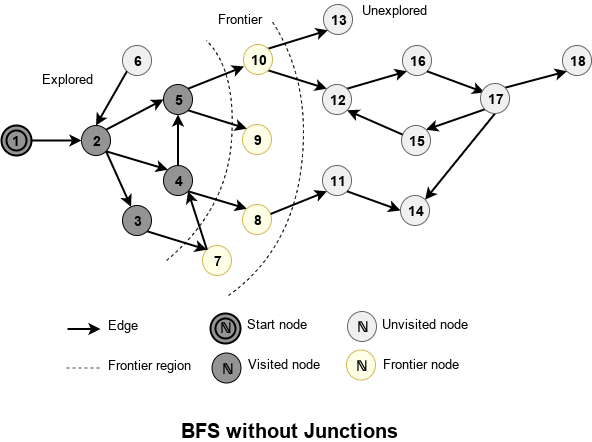 Frontier
13
Unexplored
6
10
16
18
Explored
5
12
17
1
2
9
15
4
11
3
8
14
7
Edge
ℕ
Start node
ℕ
Unvisited node
Frontier region
ℕ
Visited node
ℕ
Frontier node
BFS without Junctions